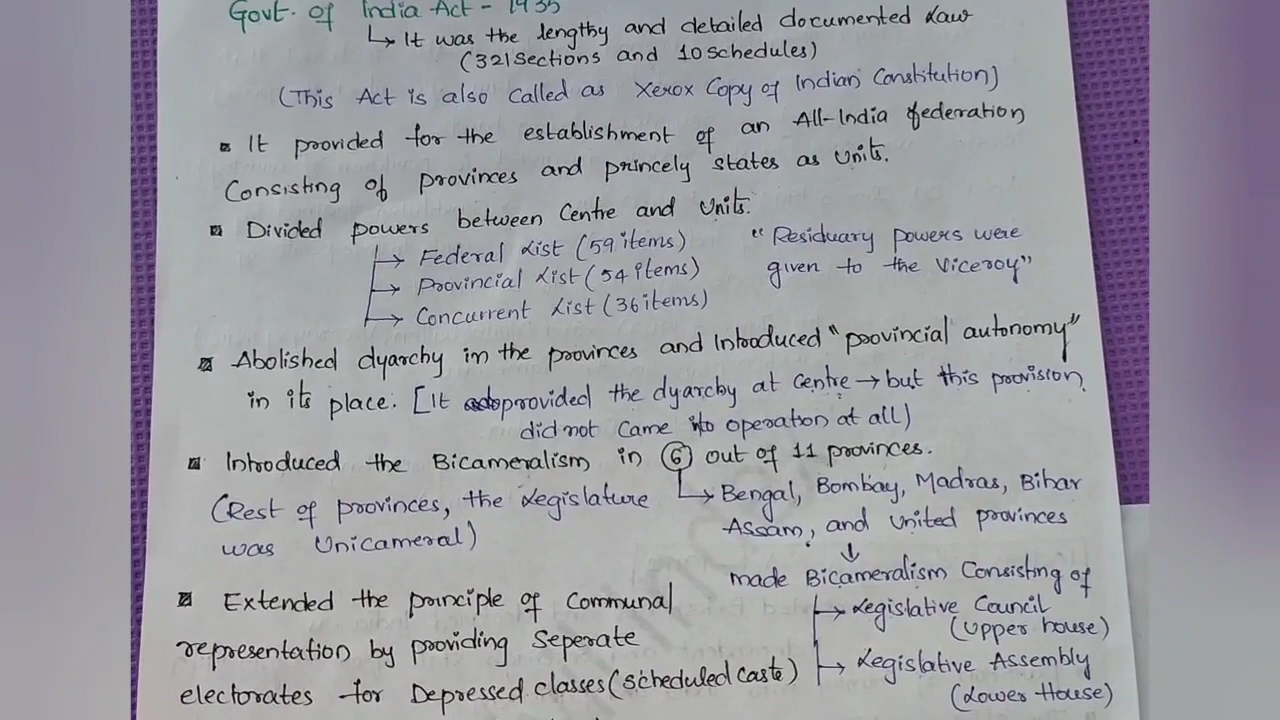 Govt. of India Act - 1935
↳ It was the lengthy and detailed documented Law
(321 Sections and 10 schedules)
(This Act is also called as Xerox Copy of Indian Constitution)
▪ It provided for the establishment of an All-India federation
Consisting of provinces and princely states as Units.
▪ Divided powers between Centre and Units.
→ Federal List (59 items)
→ Provincial List (54 items)
→ Concurrent List (36 items)
"Residuary powers were
given to the Viceroy"
▪ Abolished dyarchy in the provinces and Introduced "provincial autonomy"
in its place. [It provided the dyarchy at Centre → but this provision
did not came into operation at all)
▪ Introduced the Bicameralism in 6 out of 11 provinces.
(Rest of provinces, the Legislature
was Unicameral)
↳ Bengal, Bombay, Madras, Bihar
Assam, and United provinces
↓
made Bicameralism Consisting of
→ Legislative Council
(Upper house)
→ Legislative Assembly
(Lower House)
▪ Extended the principle of Communal
representation by providing Seperate
electorates for Depressed classes (scheduled caste)